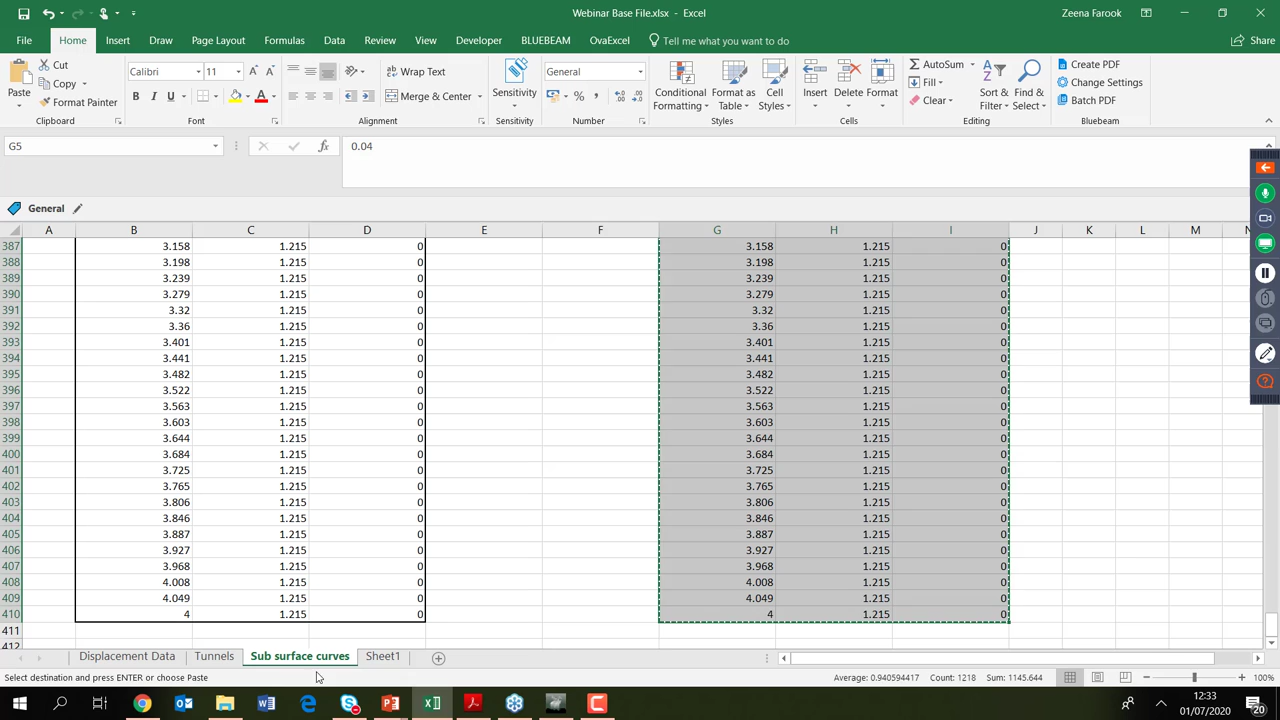 Webinar Base File.xlsx - Excel
Zeena Farook
File Home Insert Draw Page Layout Formulas Data Review View Developer BLUEBEAM OvaExcel Tell me what you want to do Share
Paste
Cut
Copy
Format Painter
Clipboard
Calibri 11
B I U
Font
Wrap Text
Merge & Center
Alignment
Sensitivity
Sensitivity
General
Number
Conditional Formatting
Format as Table
Cell Styles
Styles
Insert Delete Format
Cells
AutoSum
Fill
Clear
Sort & Filter
Find & Select
Editing
Create PDF
Change Settings
Batch PDF
Bluebeam
G5 fx 0.04
General
A B C D E F G H I J K L M N
387 3.158 1.215 0 3.158 1.215 0
388 3.198 1.215 0 3.198 1.215 0
389 3.239 1.215 0 3.239 1.215 0
390 3.279 1.215 0 3.279 1.215 0
391 3.32 1.215 0 3.32 1.215 0
392 3.36 1.215 0 3.36 1.215 0
393 3.401 1.215 0 3.401 1.215 0
394 3.441 1.215 0 3.441 1.215 0
395 3.482 1.215 0 3.482 1.215 0
396 3.522 1.215 0 3.522 1.215 0
397 3.563 1.215 0 3.563 1.215 0
398 3.603 1.215 0 3.603 1.215 0
399 3.644 1.215 0 3.644 1.215 0
400 3.684 1.215 0 3.684 1.215 0
401 3.725 1.215 0 3.725 1.215 0
402 3.765 1.215 0 3.765 1.215 0
403 3.806 1.215 0 3.806 1.215 0
404 3.846 1.215 0 3.846 1.215 0
405 3.887 1.215 0 3.887 1.215 0
406 3.927 1.215 0 3.927 1.215 0
407 3.968 1.215 0 3.968 1.215 0
408 4.008 1.215 0 4.008 1.215 0
409 4.049 1.215 0 4.049 1.215 0
410 4 1.215 0 4 1.215 0
411
412
Displacement Data Tunnels Sub surface curves Sheet1
Select destination and press ENTER or choose Paste Average: 0.940594417 Count: 1218 Sum: 1145.644 100%
12:33
01/07/2020
20